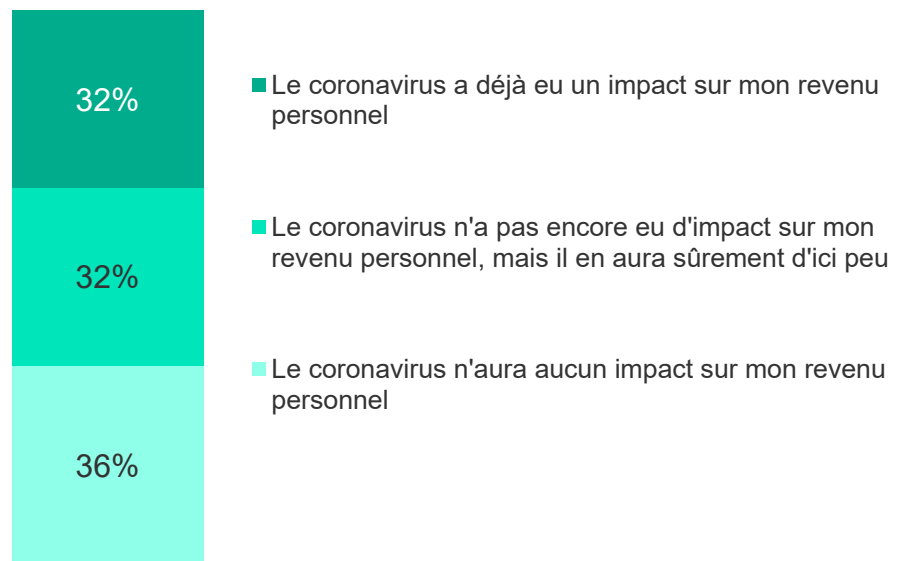 32%
Le coronavirus a déjà eu un impact sur mon revenu
personnel
32%
Le coronavirus n'a pas encore eu d'impact sur mon
revenu personnel, mais il en aura sûrement d'ici peu
36%
Le coronavirus n'aura aucun impact sur mon revenu
personnel